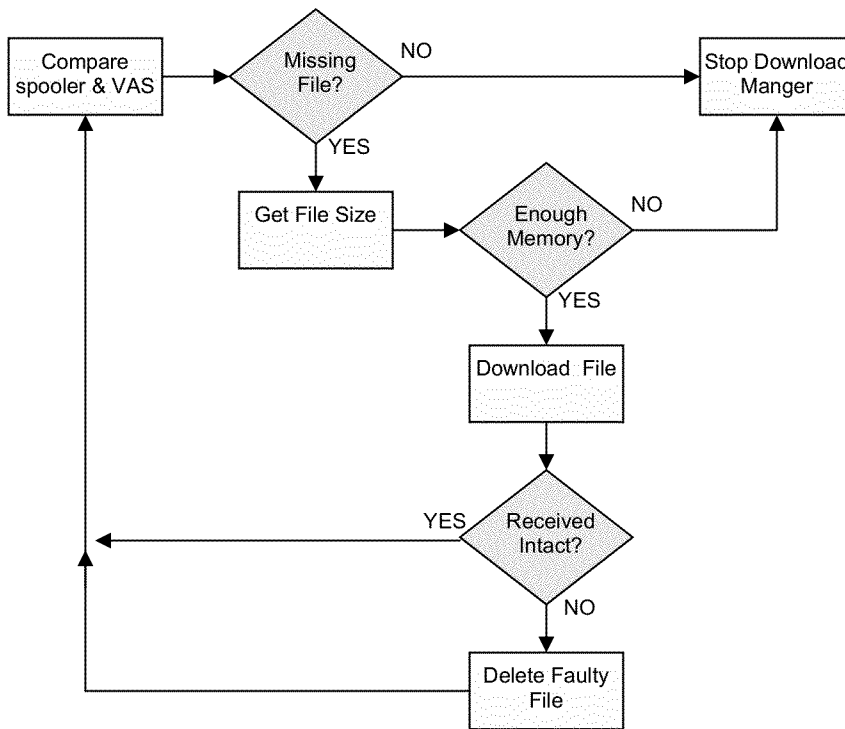 Compare
spooler & VAS
Missing
File?
NO
Stop Download
Manger
YES
Get File Size
Enough
Memory?
NO
YES
Download File
Received
Intact?
YES
NO
Delete Faulty
File